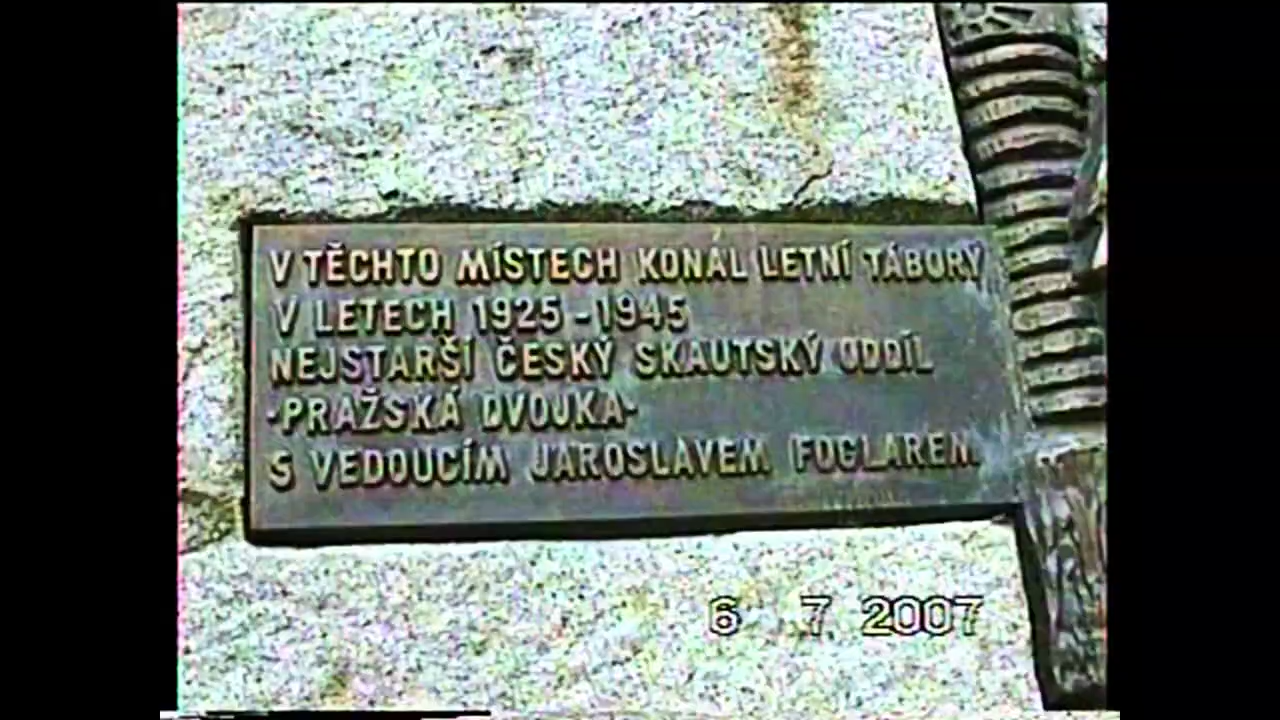 V TĚCHTO MÍSTECH KONAL LETNÍ TÁBORY
V LETECH 1925-1945
NEJSTARŠÍ ČESKÝ SKAUTSKÝ ODDÍL
-PRAŽSKÁ DVOJKA-
S VEDOUCÍM JAROSLAVEM FOGLAREM
6 7 2007